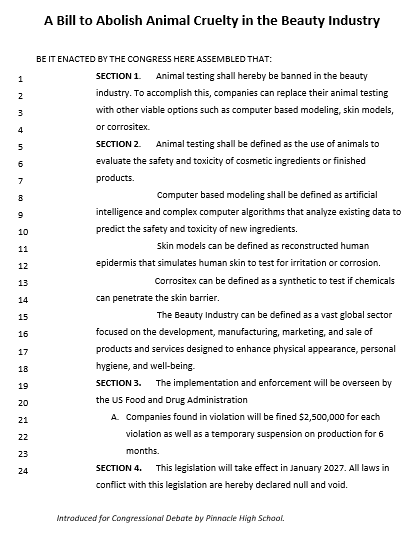 A Bill to Abolish Animal Cruelty in the Beauty Industry
BE IT ENACTED BY THE CONGRESS HERE ASSEMBLED THAT:
1 SECTION 1. Animal testing shall hereby be banned in the beauty
2 industry. To accomplish this, companies can replace their animal testing
3 with other viable options such as computer based modeling, skin models,
4 or corrositex.
5 SECTION 2. Animal testing shall be defined as the use of animals to
6 evaluate the safety and toxicity of cosmetic ingredients or finished
7 products.
8 Computer based modeling shall be defined as artificial
9 intelligence and complex computer algorithms that analyze existing data to
10 predict the safety and toxicity of new ingredients.
11 Skin models can be defined as reconstructed human
12 epidermis that simulates human skin to test for irritation or corrosion.
13 Corrositex can be defined as a synthetic to test if chemicals
14 can penetrate the skin barrier.
15 The Beauty Industry can be defined as a vast global sector
16 focused on the development, manufacturing, marketing, and sale of
17 products and services designed to enhance physical appearance, personal
18 hygiene, and well-being.
19 SECTION 3. The implementation and enforcement will be overseen by
20 the US Food and Drug Administration
21 A. Companies found in violation will be fined $2,500,000 for each
22 violation as well as a temporary suspension on production for 6
23 months.
24 SECTION 4. This legislation will take effect in January 2027. All laws in
conflict with this legislation are hereby declared null and void.
Introduced for Congressional Debate by Pinnacle High School.